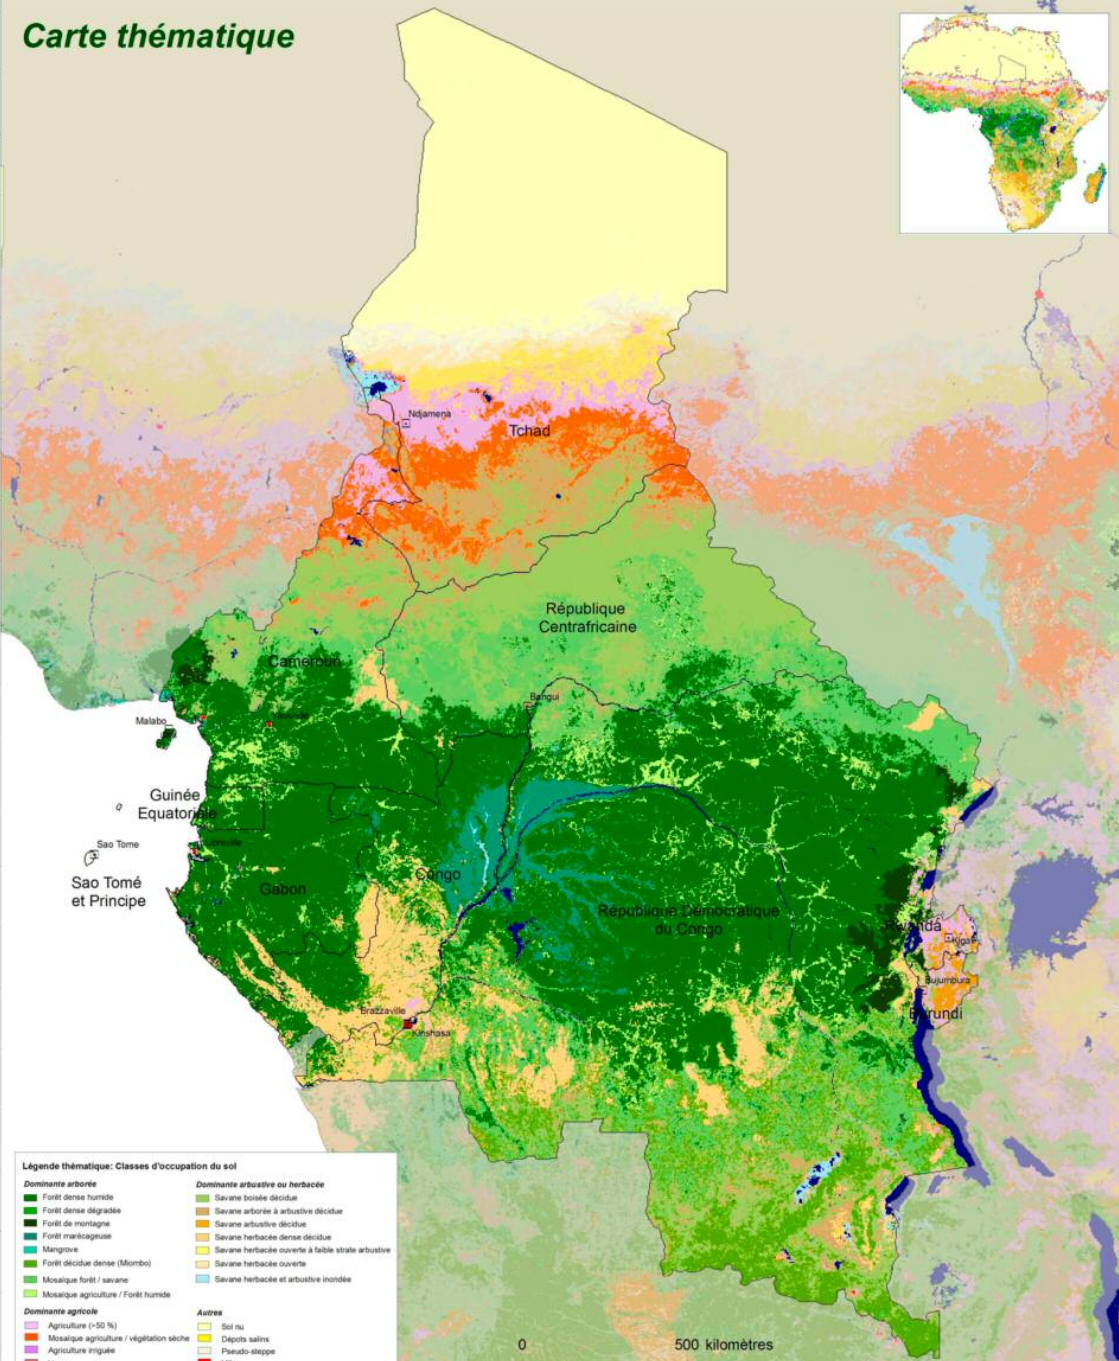 Carte thématique
Ndjamena
Tchad
République
Centrafricaine
Cameroun
Bangui
Malabo
Guinée
Equatoriale
Libreville
Sao Tome
Sao Tomé
et Principe
Congo
Gabon
République Démocratique
du Congo
Rwanda
Kigali
Bujumbura
Burundi
Brazzaville
Kinshasa
Légende thématique: Classes d'occupation du sol
Dominante arborée
Forêt dense humide
Forêt dense dégradée
Forêt de montagne
Forêt marécageuse
Mangrove
Forêt décidue dense (Miombo)
Mosaïque forêt / savane
Mosaïque agriculture / Forêt humide
Dominante agricole
Agriculture (>50 %)
Mosaïque agriculture / végétation sèche
Agriculture irriguée
Dominante arbustive ou herbacée
Savane boisée décidue
Savane arborée à arbustive décidue
Savane arbustive décidue
Savane herbacée dense décidue
Savane herbacée ouverte à faible strate arbustive
Savane herbacée ouverte
Savane herbacée et arbustive inondée
Autres
Sol nu
Dépots salins
Pseudo-steppe
0 500 kilomètres